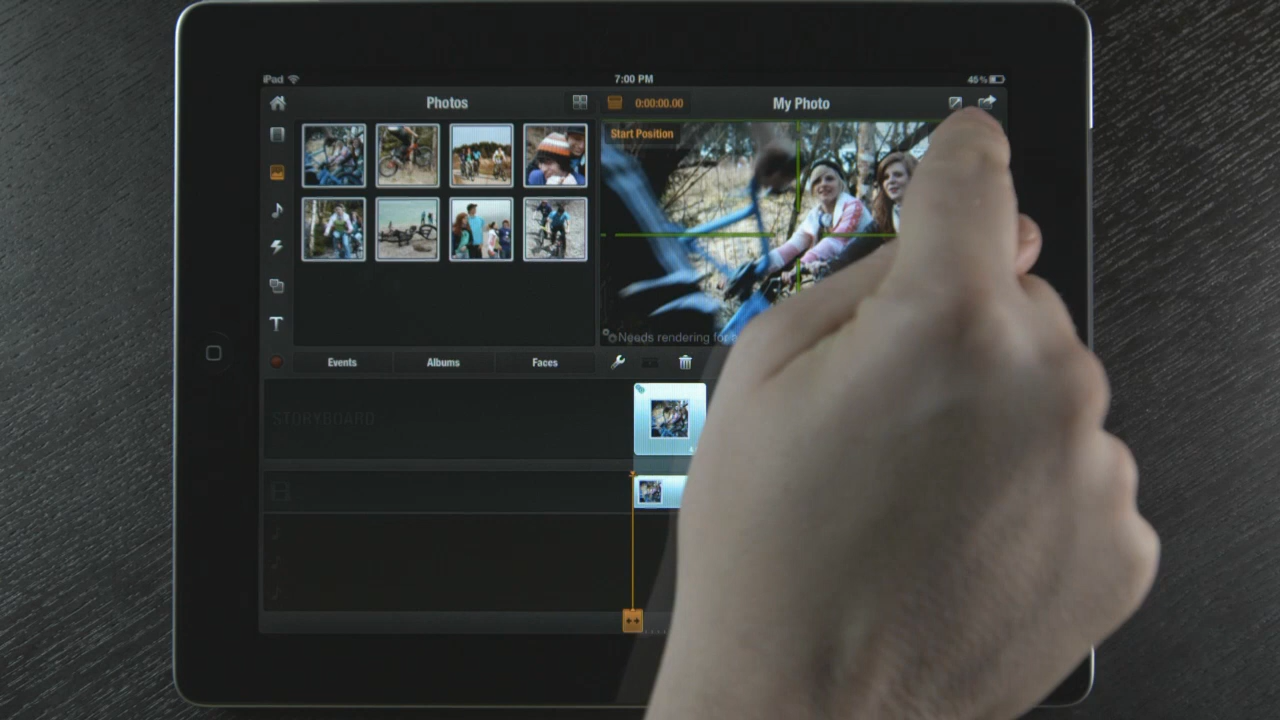 iPad 7:00 PM 45%
Photos 0:00:00.00 My Photo
Start Position
Needs rendering for
Events Albums Faces
STORYBOARD
T